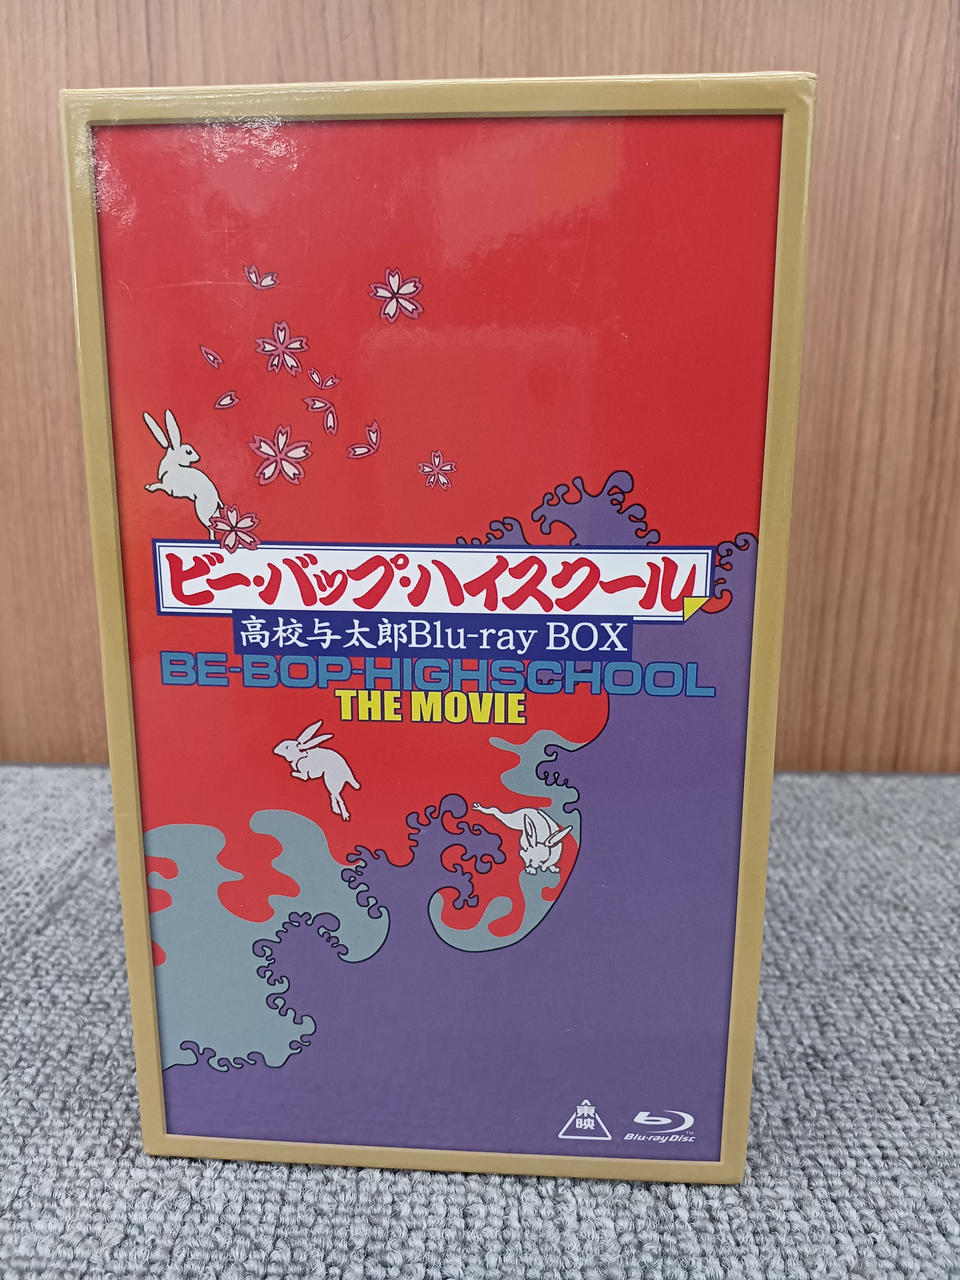 ビー・バップ・ハイスクール
高校与太郎Blu-ray BOX
BE-BOP-HIGHSCHOOL
THE MOVIE
東映
Blu-ray Disc
TM